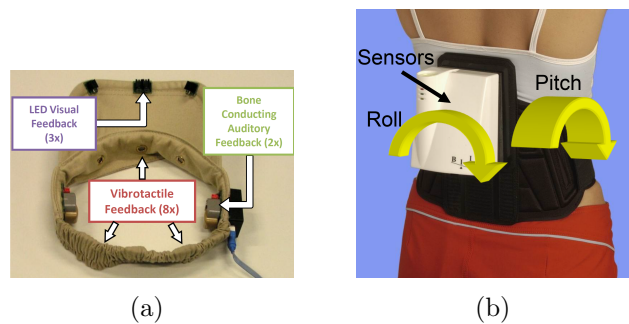 LED Visual
Feedback
(3x)
Bone
Conducting
Auditory
Feedback (2x)
Vibrotactile
Feedback (8x)
Sensors
Pitch
Roll
(a)
(b)